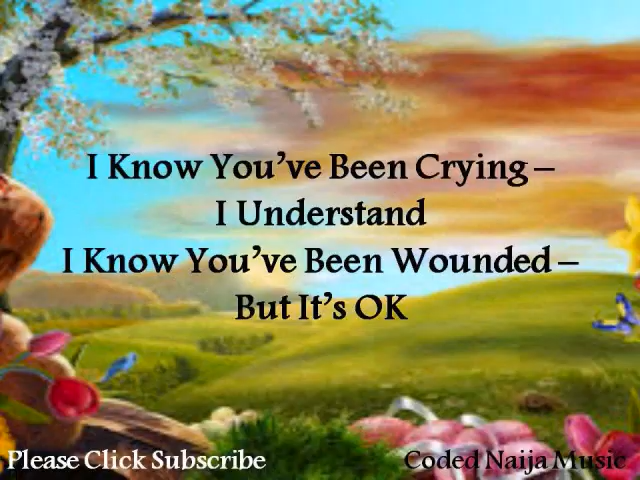 I Know You've Been Crying –
I Understand
I Know You've Been Wounded –
But It's OK
Please Click Subscribe
Coded Naija Music